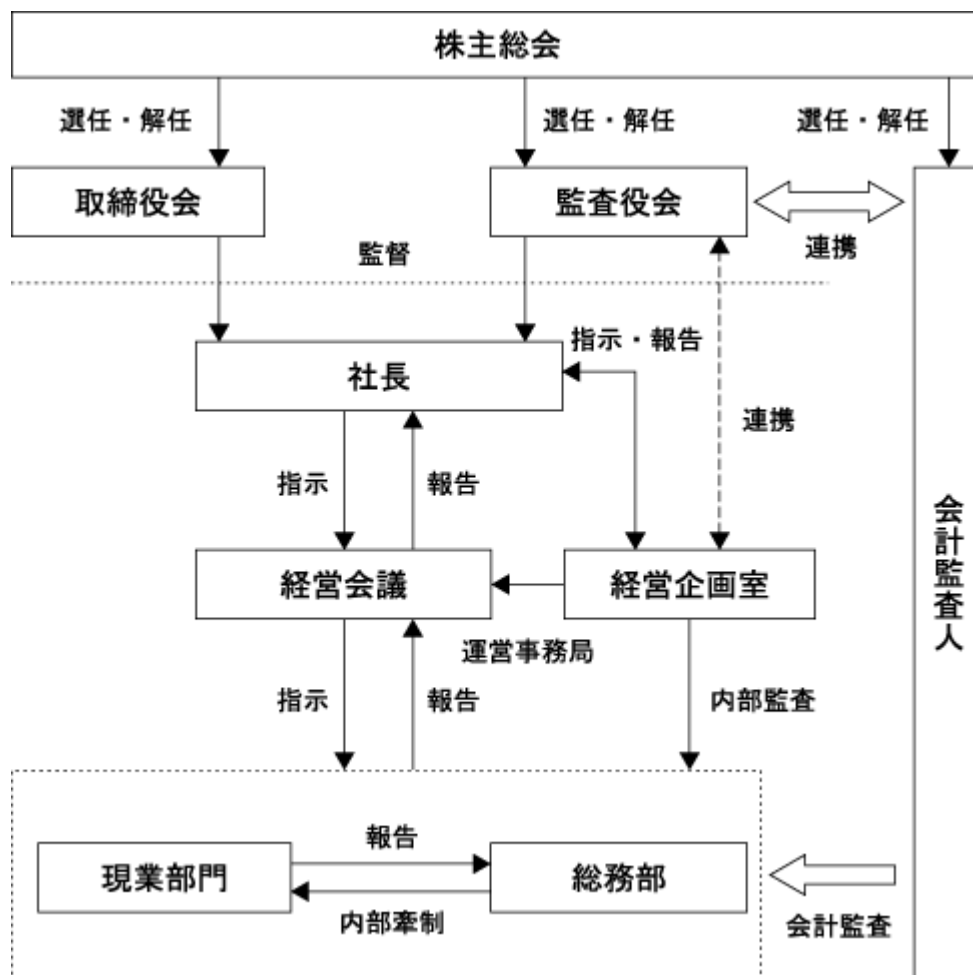 株主総会
選任・解任
選任・解任
選任・解任
取締役会
監査役会
連携
監督
指示・報告
社長
連携
指示
報告
会計監査人
経営会議
経営企画室
運営事務局
指示
報告
内部監査
報告
現業部門
総務部
内部牽制
会計監査